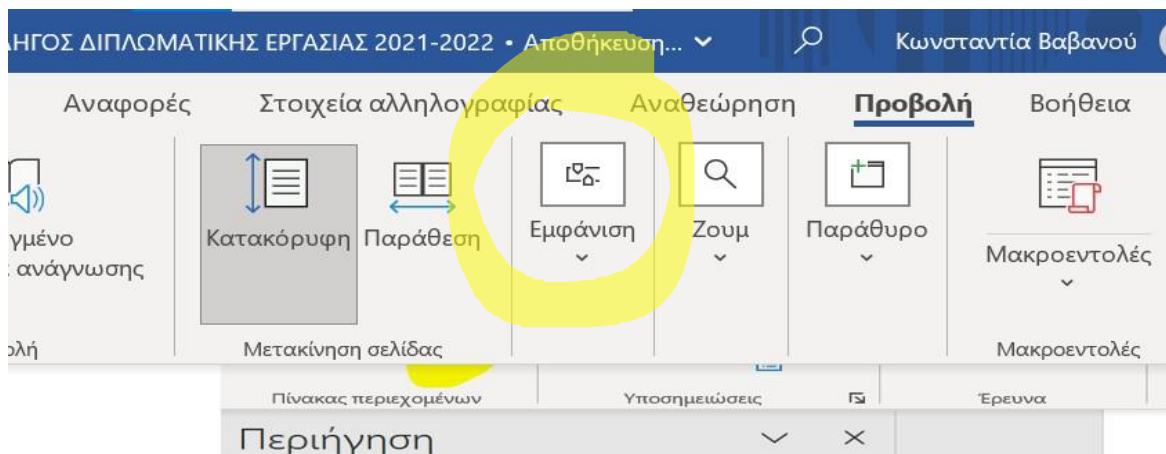 ΗΓΟΣ ΔΙΠΛΩΜΑΤΙΚΗΣ ΕΡΓΑΣΙΑΣ 2021-2022 • Αποθήκευση... Κωνσταντία Βαβανού
Αναφορές Στοιχεία αλληλογραφίας Αναθεώρηση Προβολή Βοήθεια
γμένο
ανάγνωσης
Κατακόρυφη Παράθεση Εμφάνιση Ζουμ Παράθυρο Μακροεντολές
ολή Μετακίνηση σελίδας Μακροεντολές
Πίνακας περιεχομένων Υποσημειώσεις Έρευνα
Περιήγηση